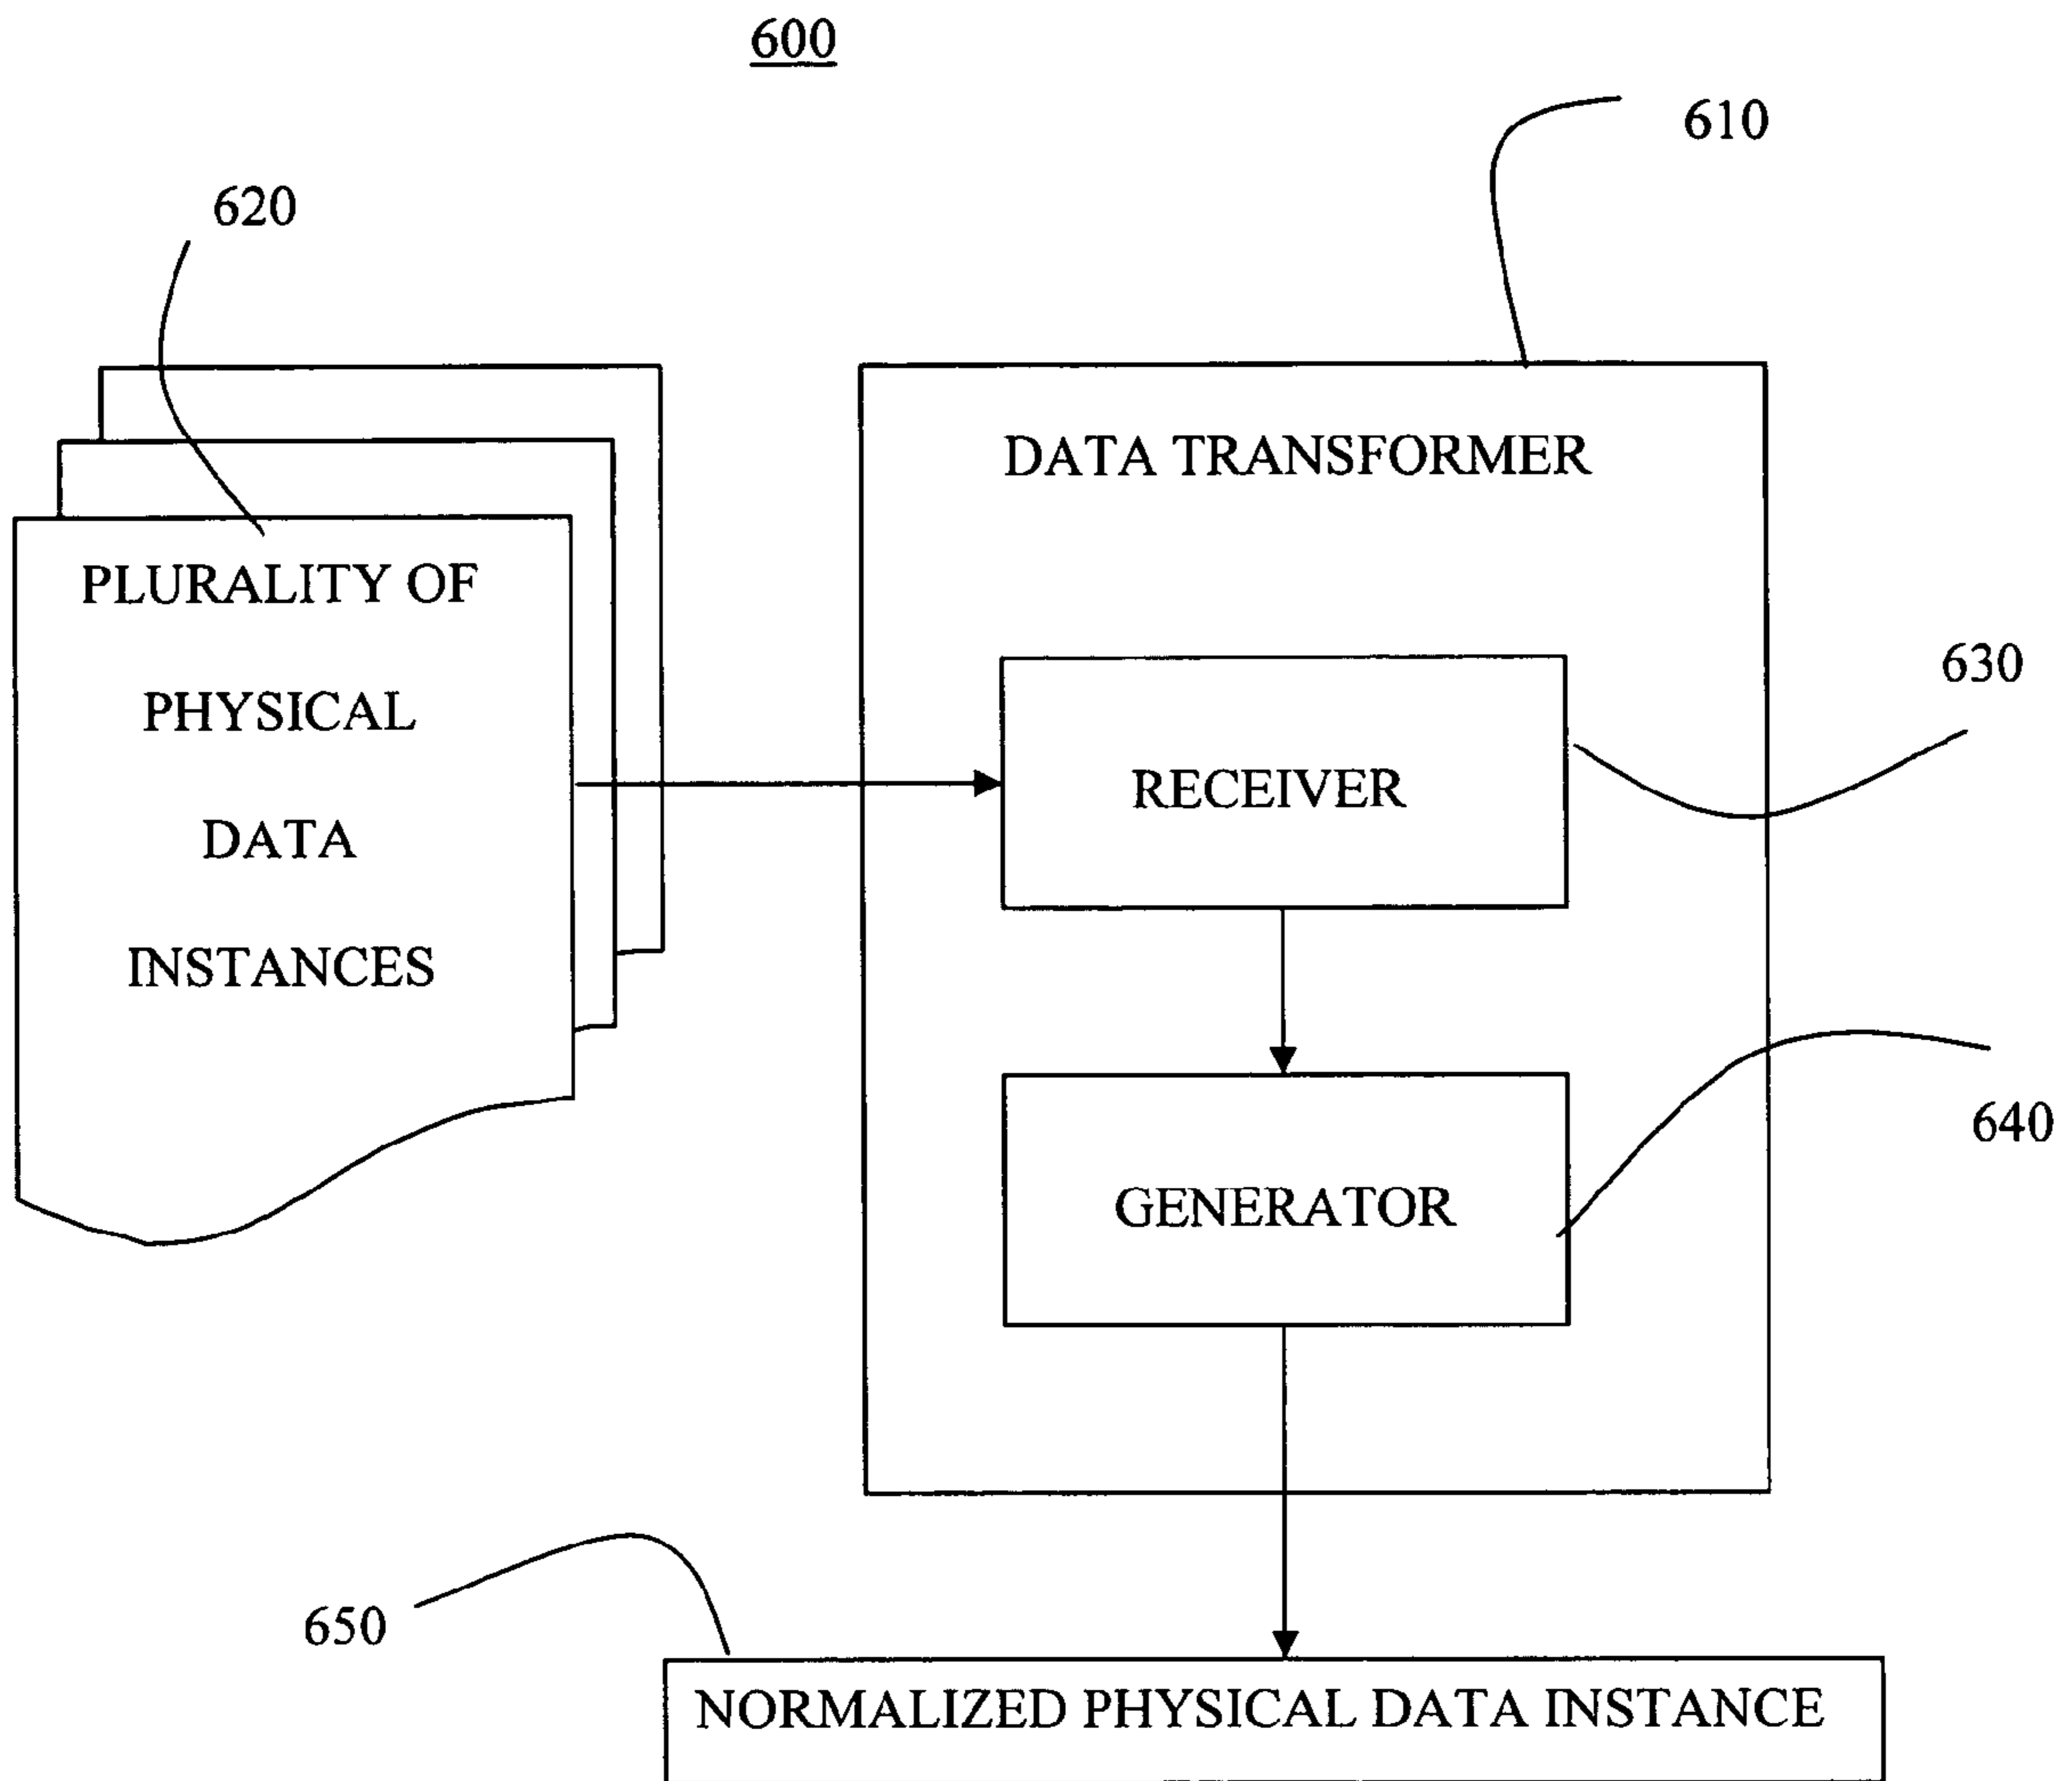 600
610
620
DATA TRANSFORMER
PLURALITY OF
PHYSICAL
DATA
INSTANCES
630
RECEIVER
640
GENERATOR
650
NORMALIZED PHYSICAL DATA INSTANCE